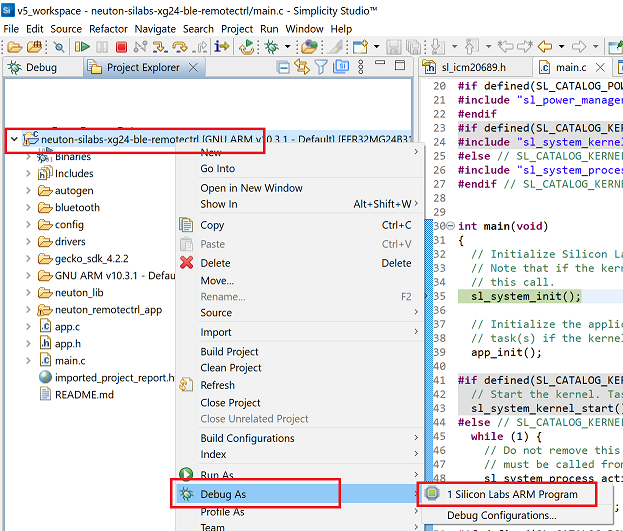 v5_workspace - neuton-silabs-xg24-ble-remotectrl/main.c - Simplicity Studio™
File Edit Source Refactor Navigate Search Project Run Window Help
Debug
Project Explorer
neuton-silabs-xg24-ble-remotectrl [GNU ARM v10.3.1 - Default] [EFR32MG24B31
Binaries
Includes
autogen
bluetooth
config
drivers
gecko_sdk_4.2.2
GNU ARM v10.3.1 - Defau
neuton_lib
neuton_remotectrl_app
app.c
app.h
main.c
imported_project_report.h
README.md
New
Go Into
Open in New Window
Show In Alt+Shift+W
Copy Ctrl+C
Paste Ctrl+V
Delete Delete
Move...
Rename... F2
Source
Import
Build Project
Clean Project
Refresh
Close Project
Close Unrelated Project
Build Configurations
Index
Run As
Debug As
Profile As
Team
1 Silicon Labs ARM Program
Debug Configurations...
sl_icm20689.h
main.c
20 #if defined(SL_CATALOG_POW
21 #include "sl_power_manage
22 #endif
23 #if defined(SL_CATALOG_KER
24 #include "sl_system_kernel
25 #else // SL_CATALOG_KERNE
26 #include "sl_system_proces
27 #endif // SL_CATALOG_KERN
28
29
30 int main(void)
31 {
32 // Initialize Silicon La
33 // Note that if the kern
34 // this call.
35 sl_system_init();
36
37 // Initialize the applic
38 // task(s) if the kernel
39 app_init();
40
41 #if defined(SL_CATALOG_KER
42 // Start the kernel. Tas
43 sl_system_kernel_start()
44 #else // SL_CATALOG_KERNE
45 while (1) {
46 // Do not remove this
47 // must be called from
48 sl_system_process_acti